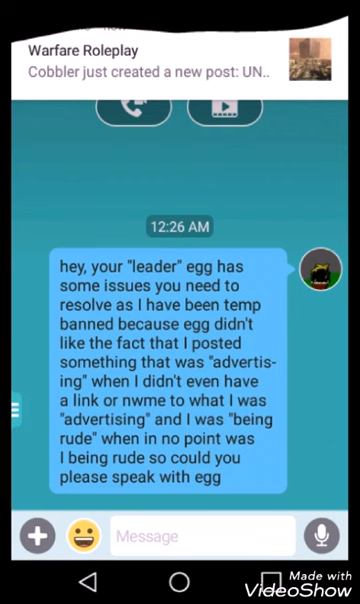 Warfare Roleplay
Cobbler just created a new post: UN..
12:26 AM
hey, your "leader" egg has
some issues you need to
resolve as I have been temp
banned because egg didn't
like the fact that I posted
something that was "advertis-
ing" when I didn't even have
a link or nwme to what I was
"advertising" and I was "being
rude" when in no point was
I being rude so could you
please speak with egg
Message
Made with
VideoShow